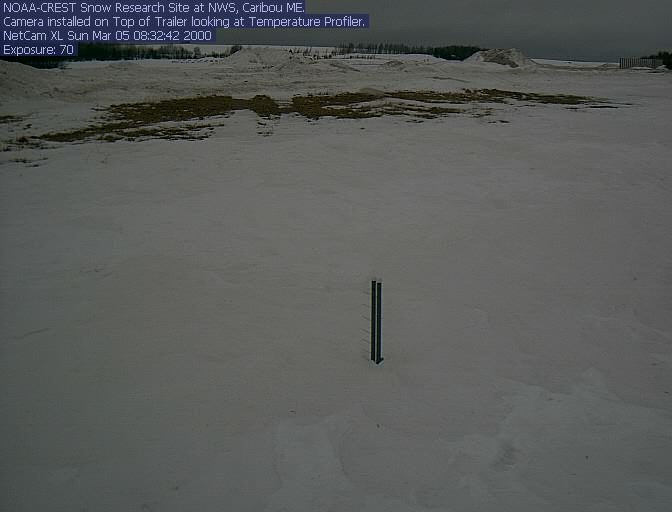 NOAA-CREST Snow Research Site at NWS, Caribou ME.
Camera installed on Top of Trailer looking at Temperature Profiler.
NetCam XL Sun Mar 05 08:32:42 2000
Exposure: 70